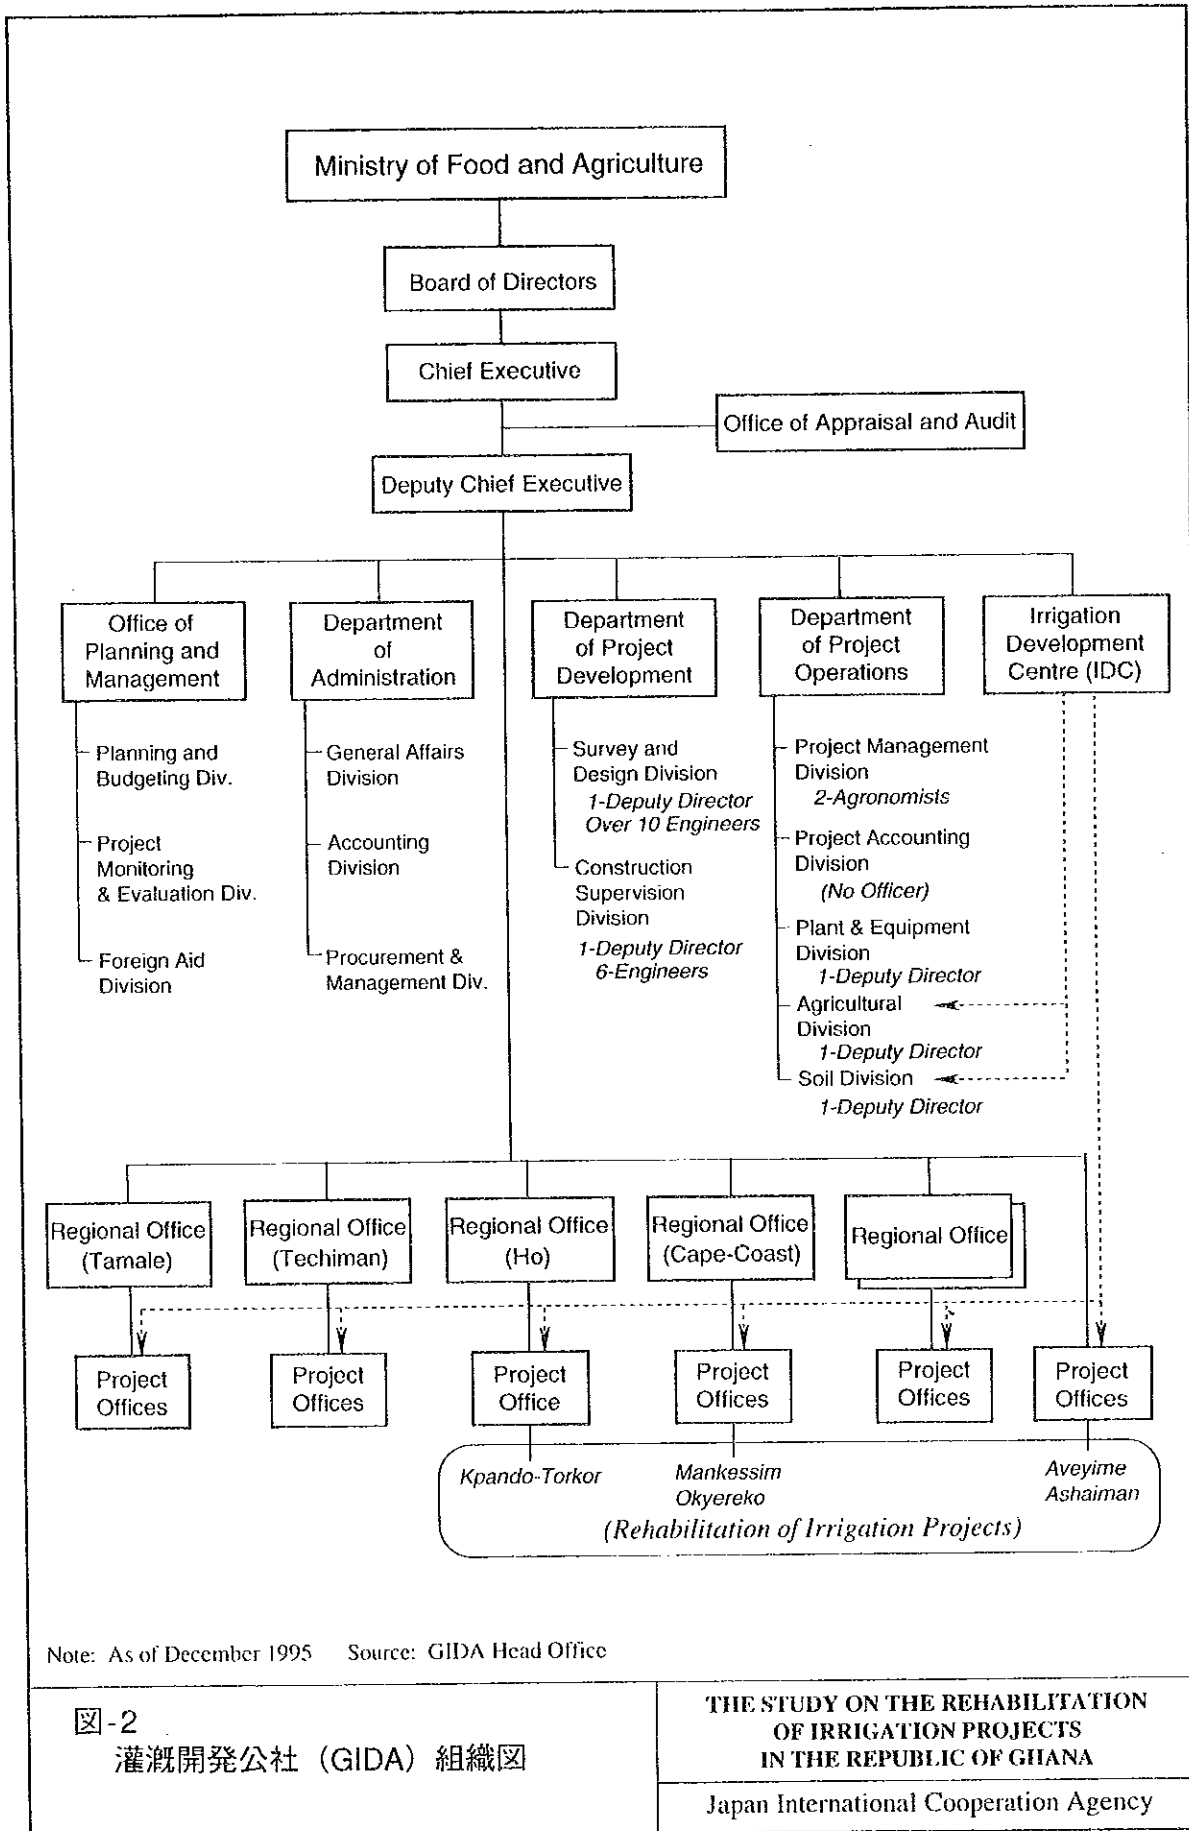 Ministry of Food and Agriculture
Board of Directors
Chief Executive
Office of Appraisal and Audit
Deputy Chief Executive
Office of
Planning and
Management
Planning and
Budgeting Div.
Project
Monitoring
& Evaluation Div.
Foreign Aid
Division
Department
of
Administration
General Affairs
Division
Accounting
Division
Procurement &
Management Div.
Department
of Project
Development
Survey and
Design Division
1-Deputy Director
Over 10 Engineers
Construction
Supervision
Division
1-Deputy Director
6-Engineers
Department
of Project
Operations
Project Management
Division
2-Agronomists
Project Accounting
Division
(No Officer)
Plant & Equipment
Division
1-Deputy Director
Agricultural
Division
1-Deputy Director
Soil Division
1-Deputy Director
Irrigation
Development
Centre (IDC)
Regional Office
(Tamale)
Regional Office
(Techiman)
Regional Office
(Ho)
Regional Office
(Cape-Coast)
Regional Office
Project
Offices
Project
Offices
Project
Office
Project
Offices
Project
Offices
Project
Offices
Kpando-Torkor
Mankessim
Okyereko
Aveyime
Ashaiman
(Rehabilitation of Irrigation Projects)
Note: As of December 1995 Source: GIDA Head Office
図-2
灌漑開発公社（GIDA）組織図
THE STUDY ON THE REHABILITATION
OF IRRIGATION PROJECTS
IN THE REPUBLIC OF GHANA
Japan International Cooperation Agency